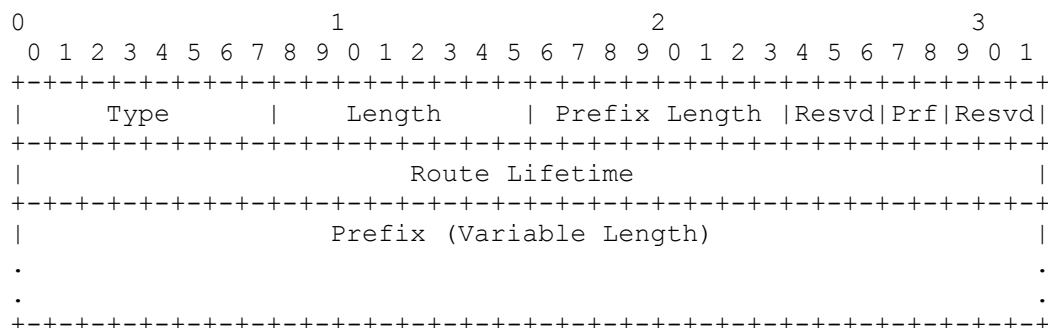 0                   1                   2                   3
 0 1 2 3 4 5 6 7 8 9 0 1 2 3 4 5 6 7 8 9 0 1 2 3 4 5 6 7 8 9 0 1
+-+-+-+-+-+-+-+-+-+-+-+-+-+-+-+-+-+-+-+-+-+-+-+-+-+-+-+-+-+-+-+-+
|     Type      |    Length     | Prefix Length |Resvd|Prf|Resvd|
+-+-+-+-+-+-+-+-+-+-+-+-+-+-+-+-+-+-+-+-+-+-+-+-+-+-+-+-+-+-+-+-+
|                        Route Lifetime                         |
+-+-+-+-+-+-+-+-+-+-+-+-+-+-+-+-+-+-+-+-+-+-+-+-+-+-+-+-+-+-+-+-+
|                   Prefix (Variable Length)                    |
.                                                               .
.                                                               .
+-+-+-+-+-+-+-+-+-+-+-+-+-+-+-+-+-+-+-+-+-+-+-+-+-+-+-+-+-+-+-+-+